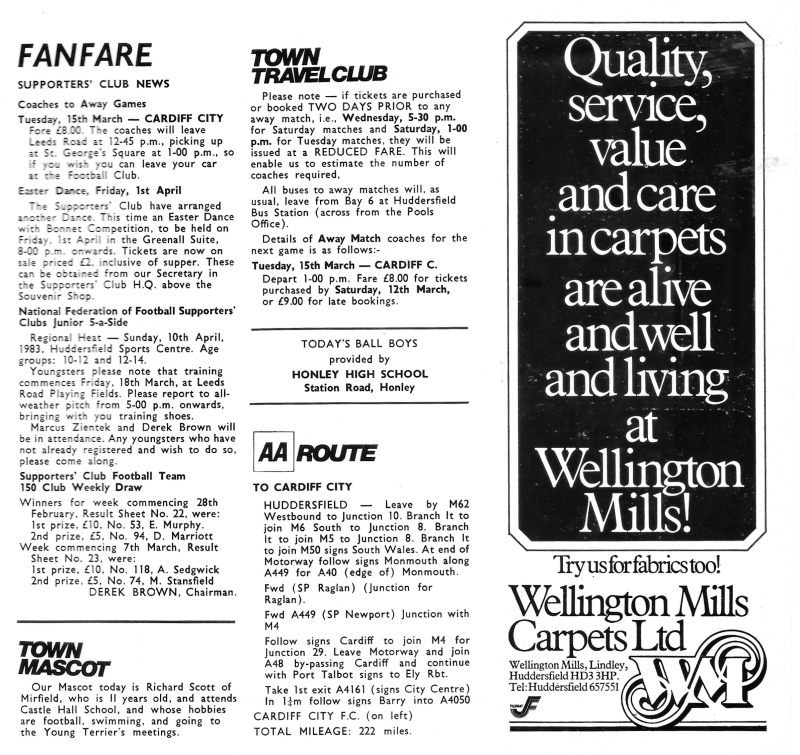 FANFARE
SUPPORTERS' CLUB NEWS
Coaches to Away Games
Tuesday, 15th March — CARDIFF CITY
Fore £8.00. The coaches will leave
Leeds Road at 12-45 p.m., picking up
at St. George's Square at 1-00 p.m., so
if you wish you can leave your car
at the Football Club.
Easter Dance, Friday, 1st April
The Supporters' Club have arranged
another Dance. This time an Easter Dance
with Bonnet Competition, to be held on
Friday, 1st April in the Greenall Suite,
8-00 p.m. onwards. Tickets are now on
sale priced £2, inclusive of supper. These
can be obtained from our Secretary in
the Supporters' Club H.Q. above the
Souvenir Shop.
National Federation of Football Supporters'
Clubs Junior 5-a-Side
Regional Heat — Sunday, 10th April,
1983, Huddersfield Sports Centre. Age
groups: 10-12 and 12-14.
Youngsters please note that training
commences Friday, 18th March, at Leeds
Road Playing Fields. Please report to all-
weather pitch from 5-00 p.m. onwards,
bringing with you training shoes.
Marcus Zientek and Derek Brown will
be in attendance. Any youngsters who have
not already registered and wish to do so,
please come along.
Supporters' Club Football Team
150 Club Weekly Draw
Winners for week commencing 28th
February, Result Sheet No. 22, were:
1st prize, £10, No. 53, E. Murphy.
2nd prize, £5, No. 94, D. Marriott
Week commencing 7th March, Result
Sheet No. 23, were:
1st prize, £10, No. 118, A. Sedgwick
2nd prize, £5, No. 74, M. Stansfield
DEREK BROWN, Chairman.
TOWN
MASCOT
Our Mascot today is Richard Scott of
Mirfield, who is 11 years old, and attends
Castle Hall School, and whose hobbies
are football, swimming, and going to
the Young Terrier's meetings.
TOWN
TRAVEL CLUB
Please note — if tickets are purchased
or booked TWO DAYS PRIOR to any
away match, i.e., Wednesday, 5-30 p.m.
for Saturday matches and Saturday, 1-00
p.m. for Tuesday matches, they will be
issued at a REDUCED FARE. This will
enable us to estimate the number of
coaches required,
All buses to away matches will, as
usual, leave from Bay 6 at Huddersfield
Bus Station (across from the Pools
Office).
Details of Away Match coaches for the
next game is as follows:-
Tuesday, 15th March — CARDIFF C.
Depart 1-00 p.m. Fare £8.00 for tickets
purchased by Saturday, 12th March,
or £9.00 for late bookings.
TODAY'S BALL BOYS
provided by
HONLEY HIGH SCHOOL
Station Road, Honley
AA ROUTE
TO CARDIFF CITY
HUDDERSFIELD — Leave by M62
Westbound to Junction 10. Branch lt to
join M6 South to Junction 8. Branch
lt to join M5 to Junction 8. Branch lt
to join M50 signs South Wales. At end of
Motorway follow signs Monmouth along
A449 for A40 (edge of) Monmouth.
Fwd (SP Raglan) (Junction for
Raglan).
Fwd A449 (SP Newport) Junction with
M4
Follow signs Cardiff to join M4 for
Junction 29. Leave Motorway and join
A48 by-passing Cardiff and continue
with Port Talbot signs to Ely Rbt.
Take 1st exit A4161 (signs City Centre)
In 1¼m follow signs Barry into A4050
CARDIFF CITY F.C. (on left)
TOTAL MILEAGE: 222 miles.
Quality,
service,
value
and care
in carpets
are alive
and well
and living
at
Wellington
Mills!
Try us for fabrics too!
Wellington Mills
Carpets Ltd
Wellington Mills, Lindley,
Huddersfield HD3 3HP.
Tel: Huddersfield 657551
WM